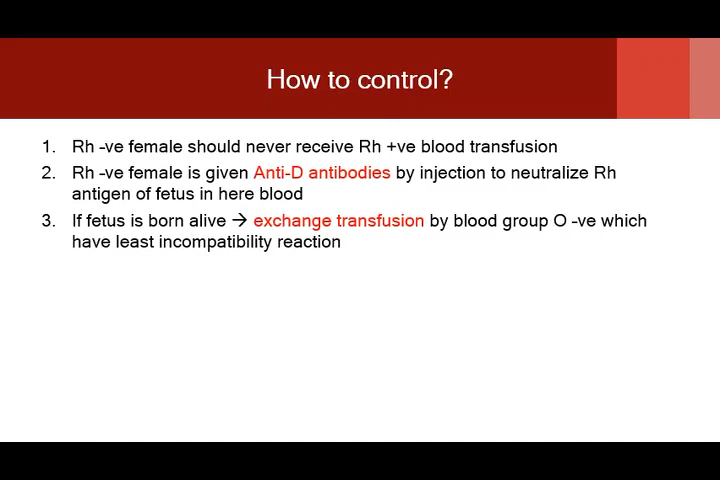 How to control?
1. Rh -ve female should never receive Rh +ve blood transfusion
2. Rh -ve female is given Anti-D antibodies by injection to neutralize Rh
antigen of fetus in here blood
3. If fetus is born alive → exchange transfusion by blood group O -ve which
have least incompatibility reaction